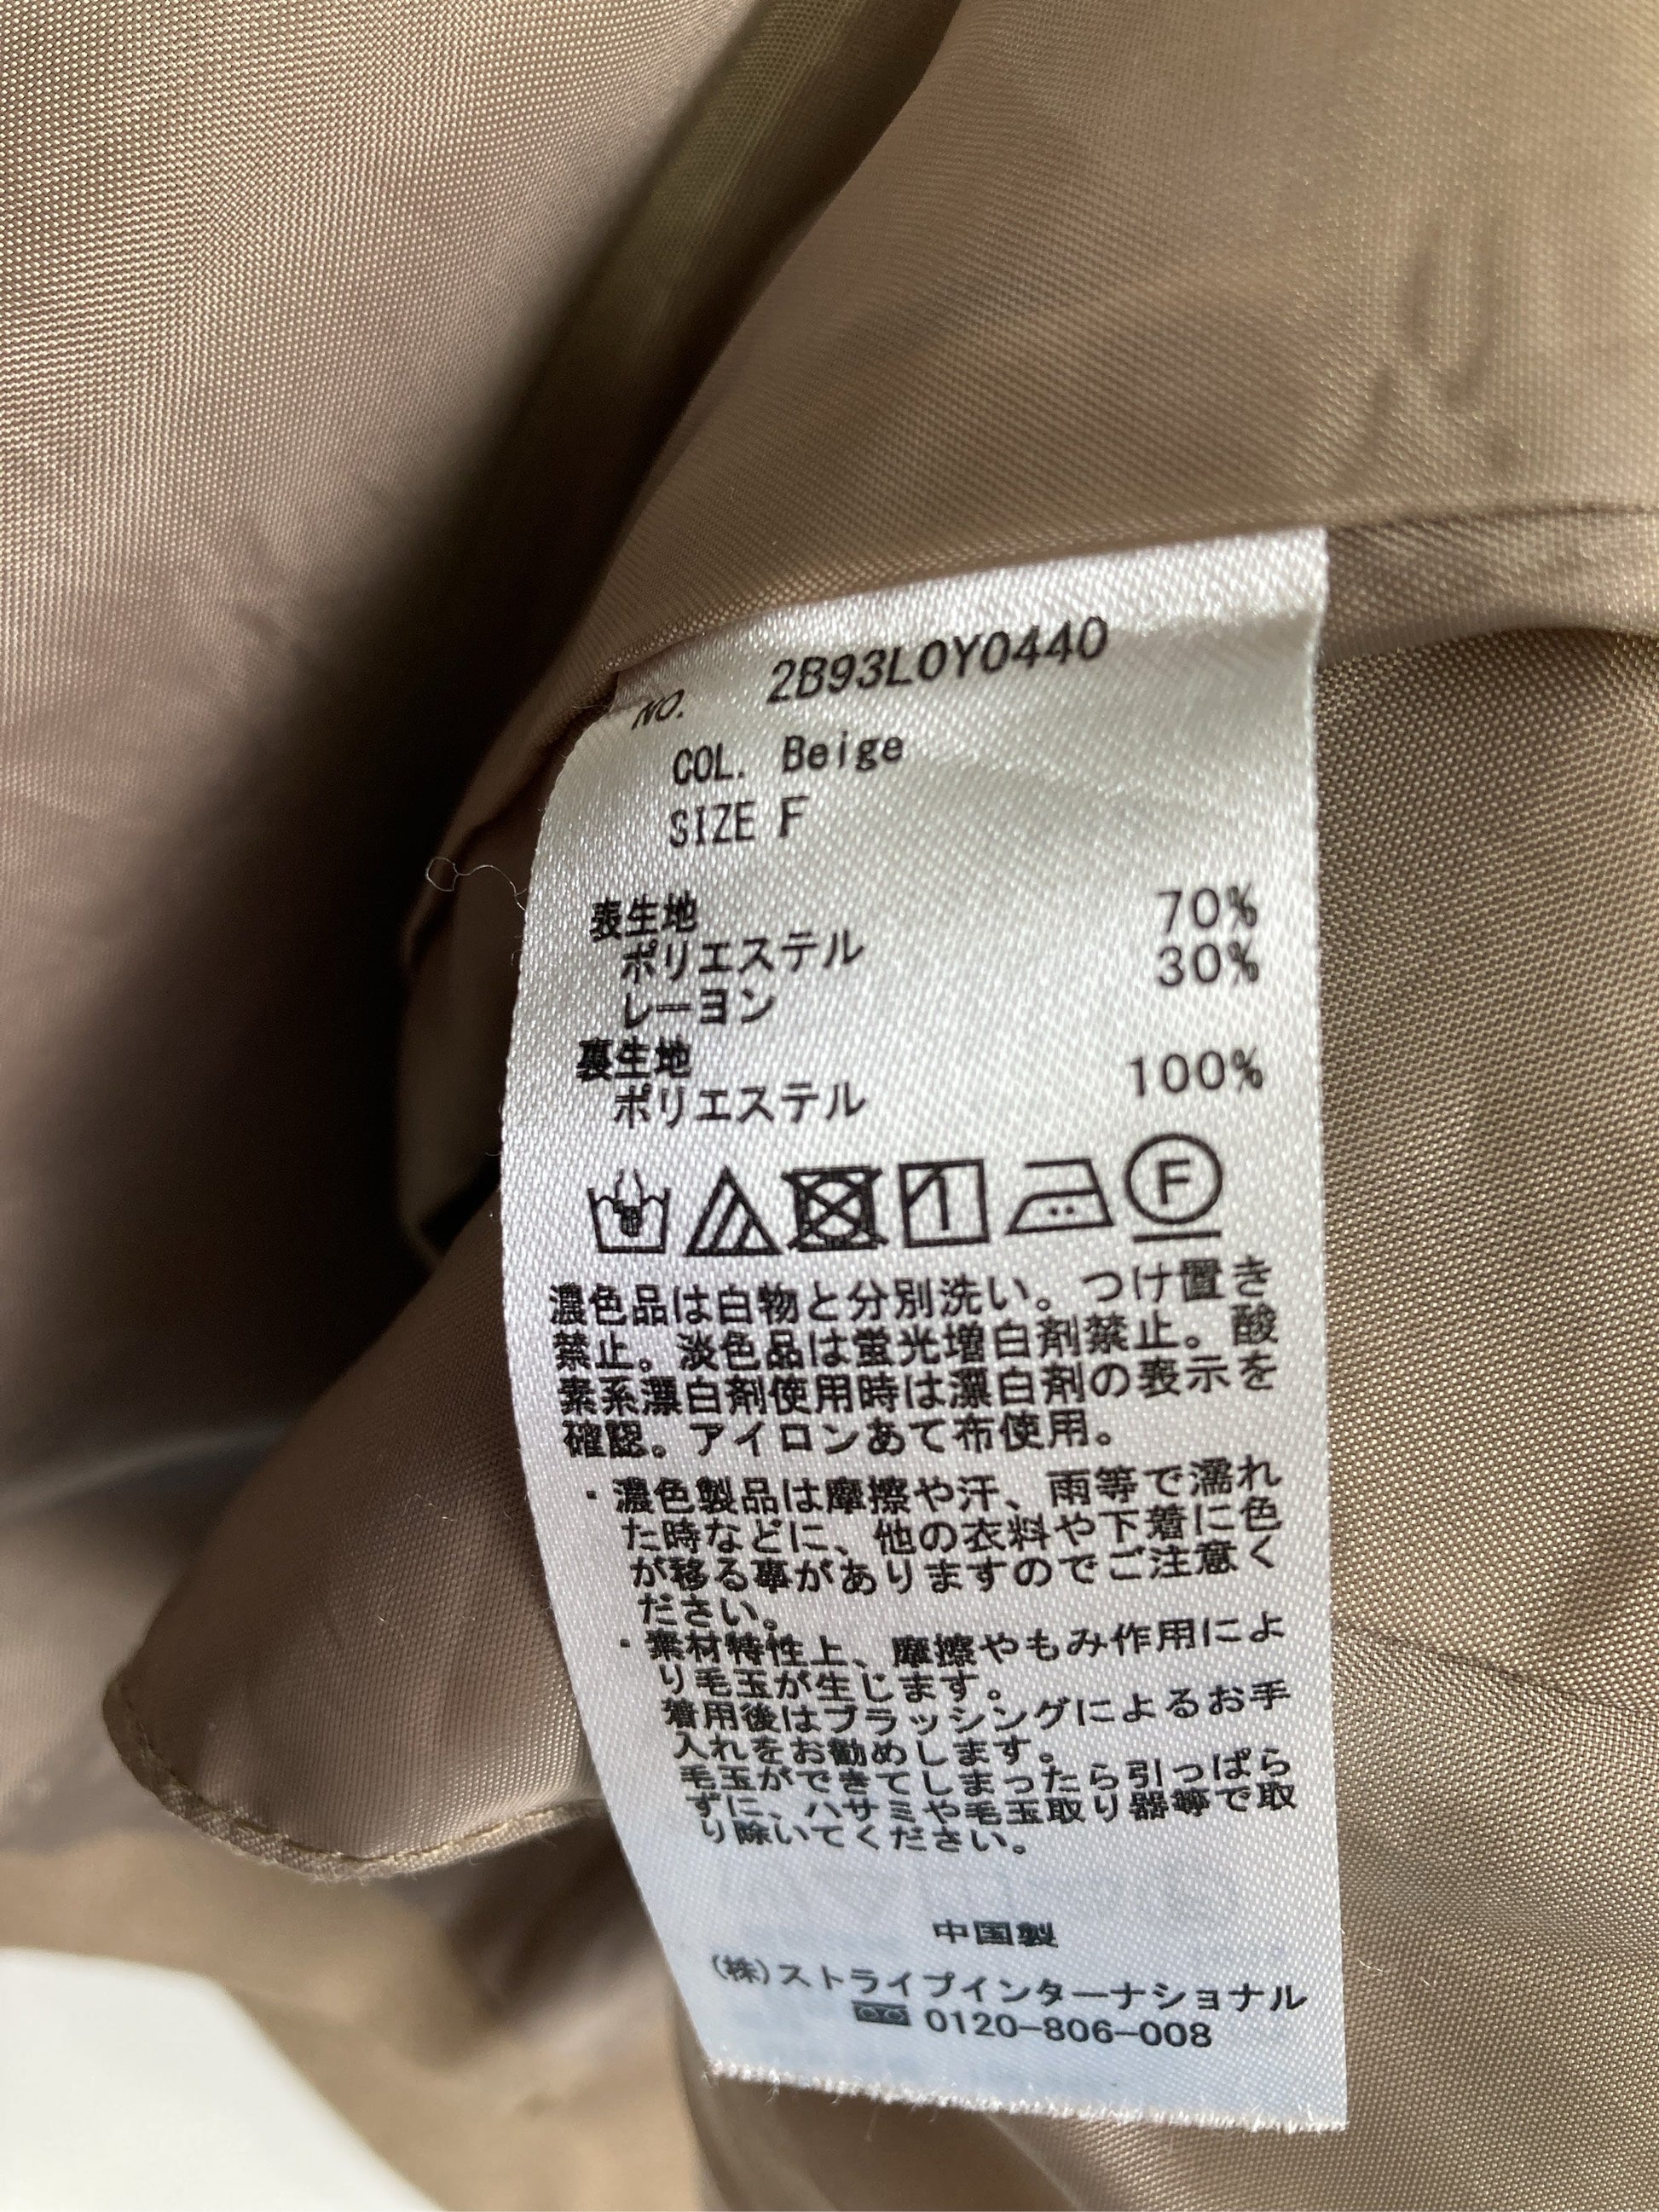 NO. 2B93L0Y0440
COL. Beige
SIZE F
表生地
ポリエステル 70%
レーヨン 30%
裏生地
ポリエステル 100%
F
濃色品は白物と分別洗い。つけ置き
禁止。淡色品は蛍光増白剤禁止。酸
素系漂白剤使用時は漂白剤の表示を
確認。アイロンあて布使用。
・濃色製品は摩擦や汗、雨等で濡れ
た時などに、他の衣料や下着に色
が移る事がありますのでご注意く
ださい。
・素材特性上、摩擦やもみ作用によ
り毛玉が生じます。
着用後はブラッシングによるお手
入れをお勧めします。
毛玉ができてしまったら引っぱら
ずに、ハサミや毛玉取り器等で取
り除いてください。
中国製
(株)ストライプインターナショナル
0120-806-008